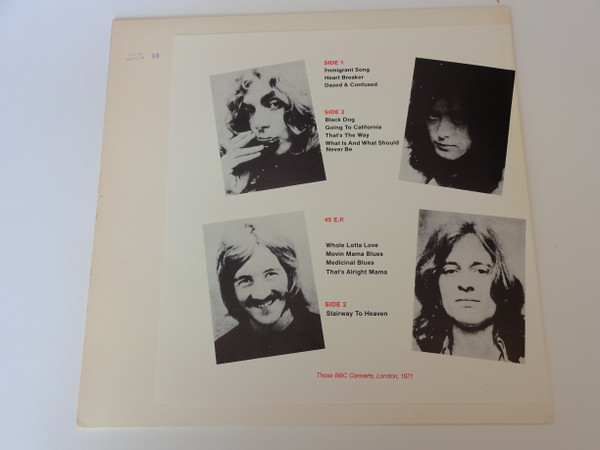 SIDE 1
Immigrant Song
Heart Breaker
Dazed & Confused
SIDE 2
Black Dog
Going To California
That's The Way
What Is And What Should
Never Be
45 E.P.
Whole Lotta Love
Movin Mama Blues
Medicinal Blues
That's Alright Mama
SIDE 2
Stairway To Heaven
Those BBC Concerts, London, 1971